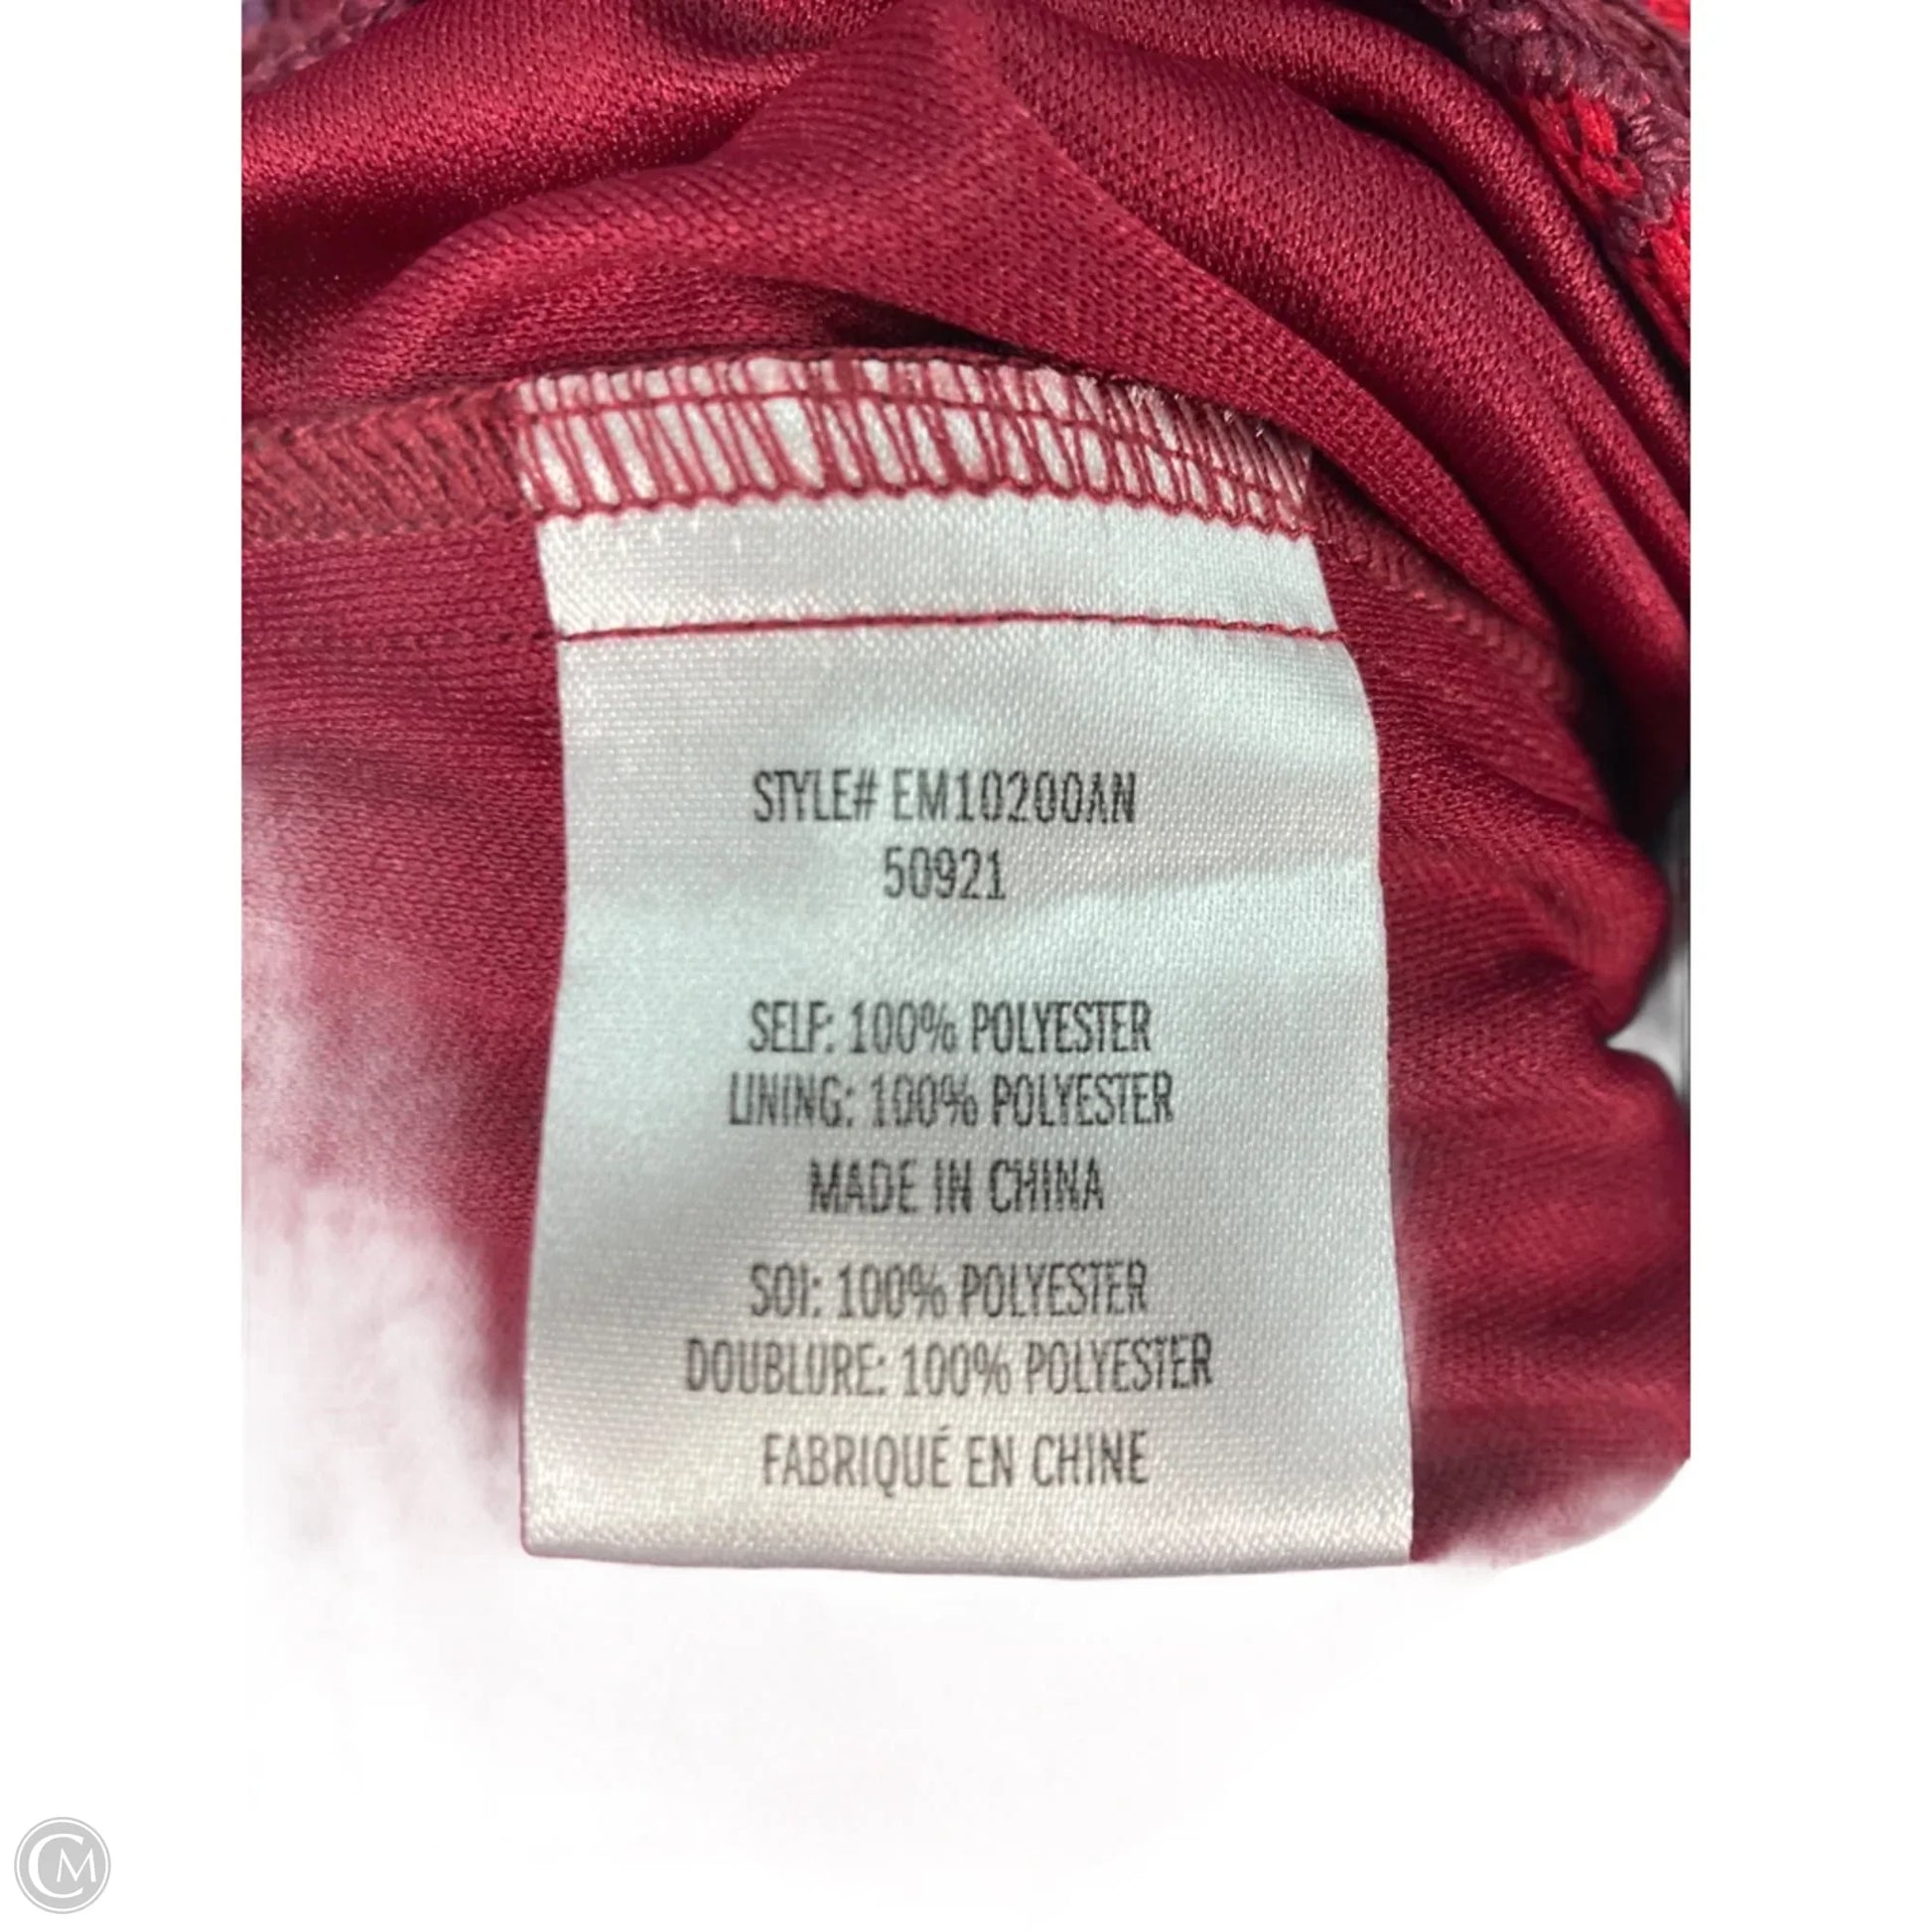 STYLE# EM10200AN
50921
SELF: 100% POLYESTER
LINING: 100% POLYESTER
MADE IN CHINA
SOI: 100% POLYESTER
DOUBLURE: 100% POLYESTER
FABRIQUÉ EN CHINE
CM